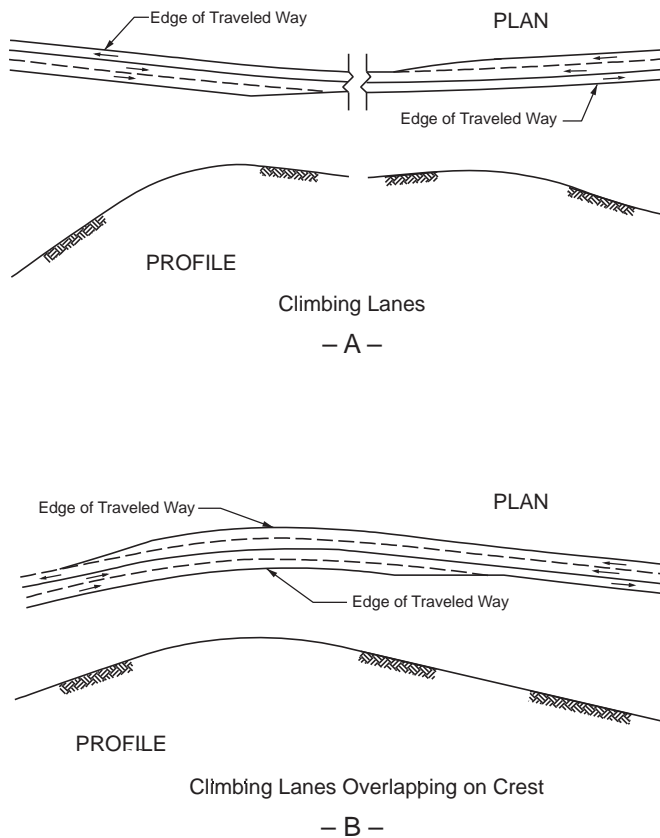 Edge of Traveled Way
PLAN
Edge of Traveled Way
PROFILE
Climbing Lanes
– A –
PLAN
Edge of Traveled Way
Edge of Traveled Way
PROFILE
Climbing Lanes Overlapping on Crest
– B –